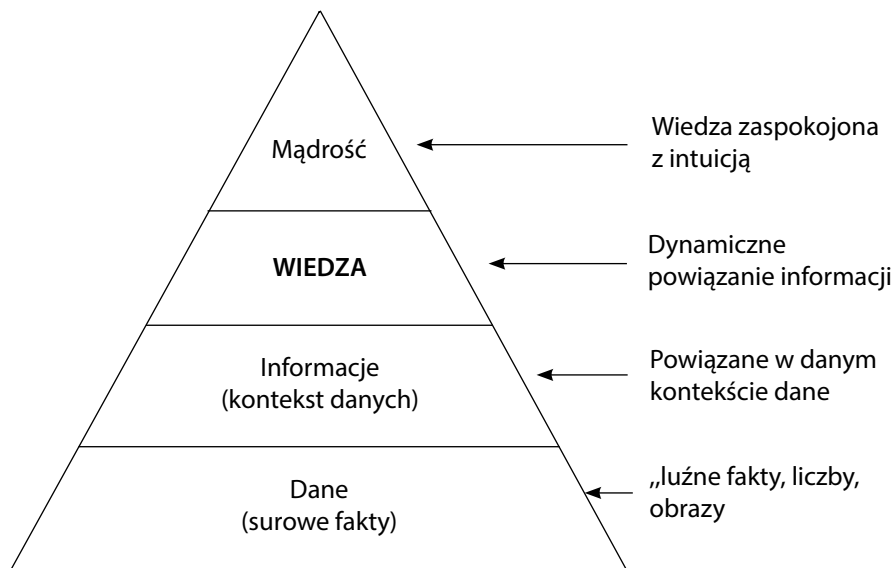 Mądrość
Wiedza zaspokojona
z intuicją
WIEDZA
Dynamiczne
powiązanie informacji
Informacje
(kontekst danych)
Powiązane w danym
kontekście dane
Dane
(surowe fakty)
,,luźne fakty, liczby,
obrazy